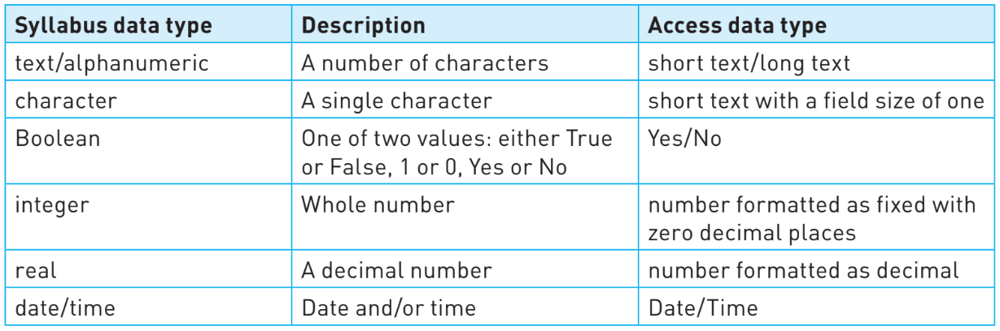 Syllabus data type Description Access data type
text/alphanumeric A number of characters short text/long text
character A single character short text with a field size of one
Boolean One of two values: either True Yes/No
or False, 1 or 0, Yes or No
integer Whole number number formatted as fixed with
zero decimal places
real A decimal number number formatted as decimal
date/time Date and/or time Date/Time